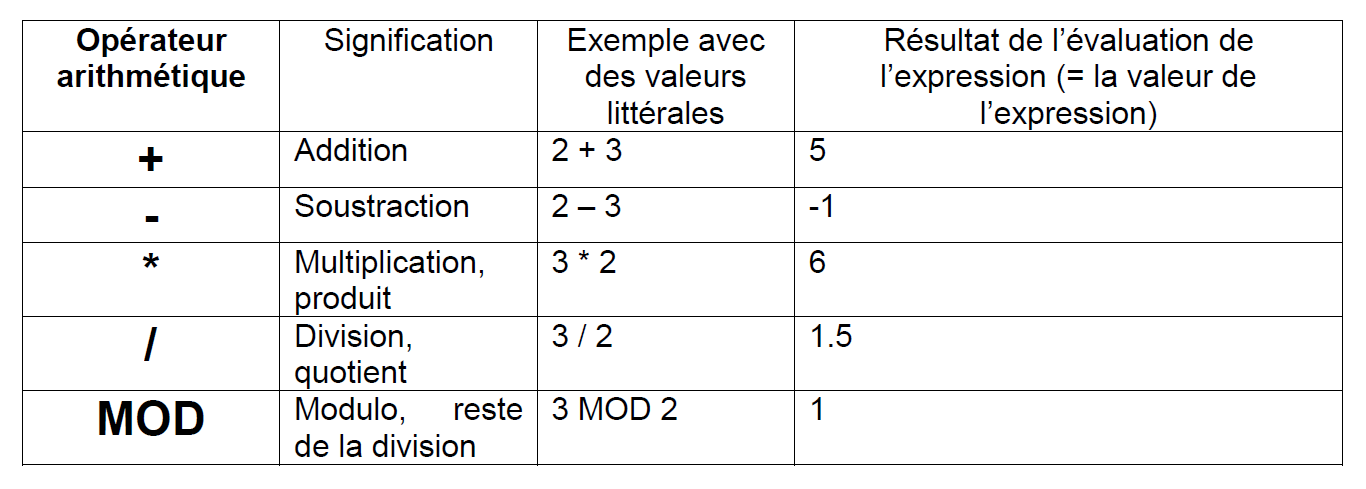 Opérateur arithmétique | Signification | Exemple avec des valeurs littérales | Résultat de l’évaluation de l’expression (= la valeur de l’expression)
+ | Addition | 2 + 3 | 5
- | Soustraction | 2 – 3 | -1
* | Multiplication, produit | 3 * 2 | 6
/ | Division, quotient | 3 / 2 | 1.5
MOD | Modulo, reste de la division | 3 MOD 2 | 1